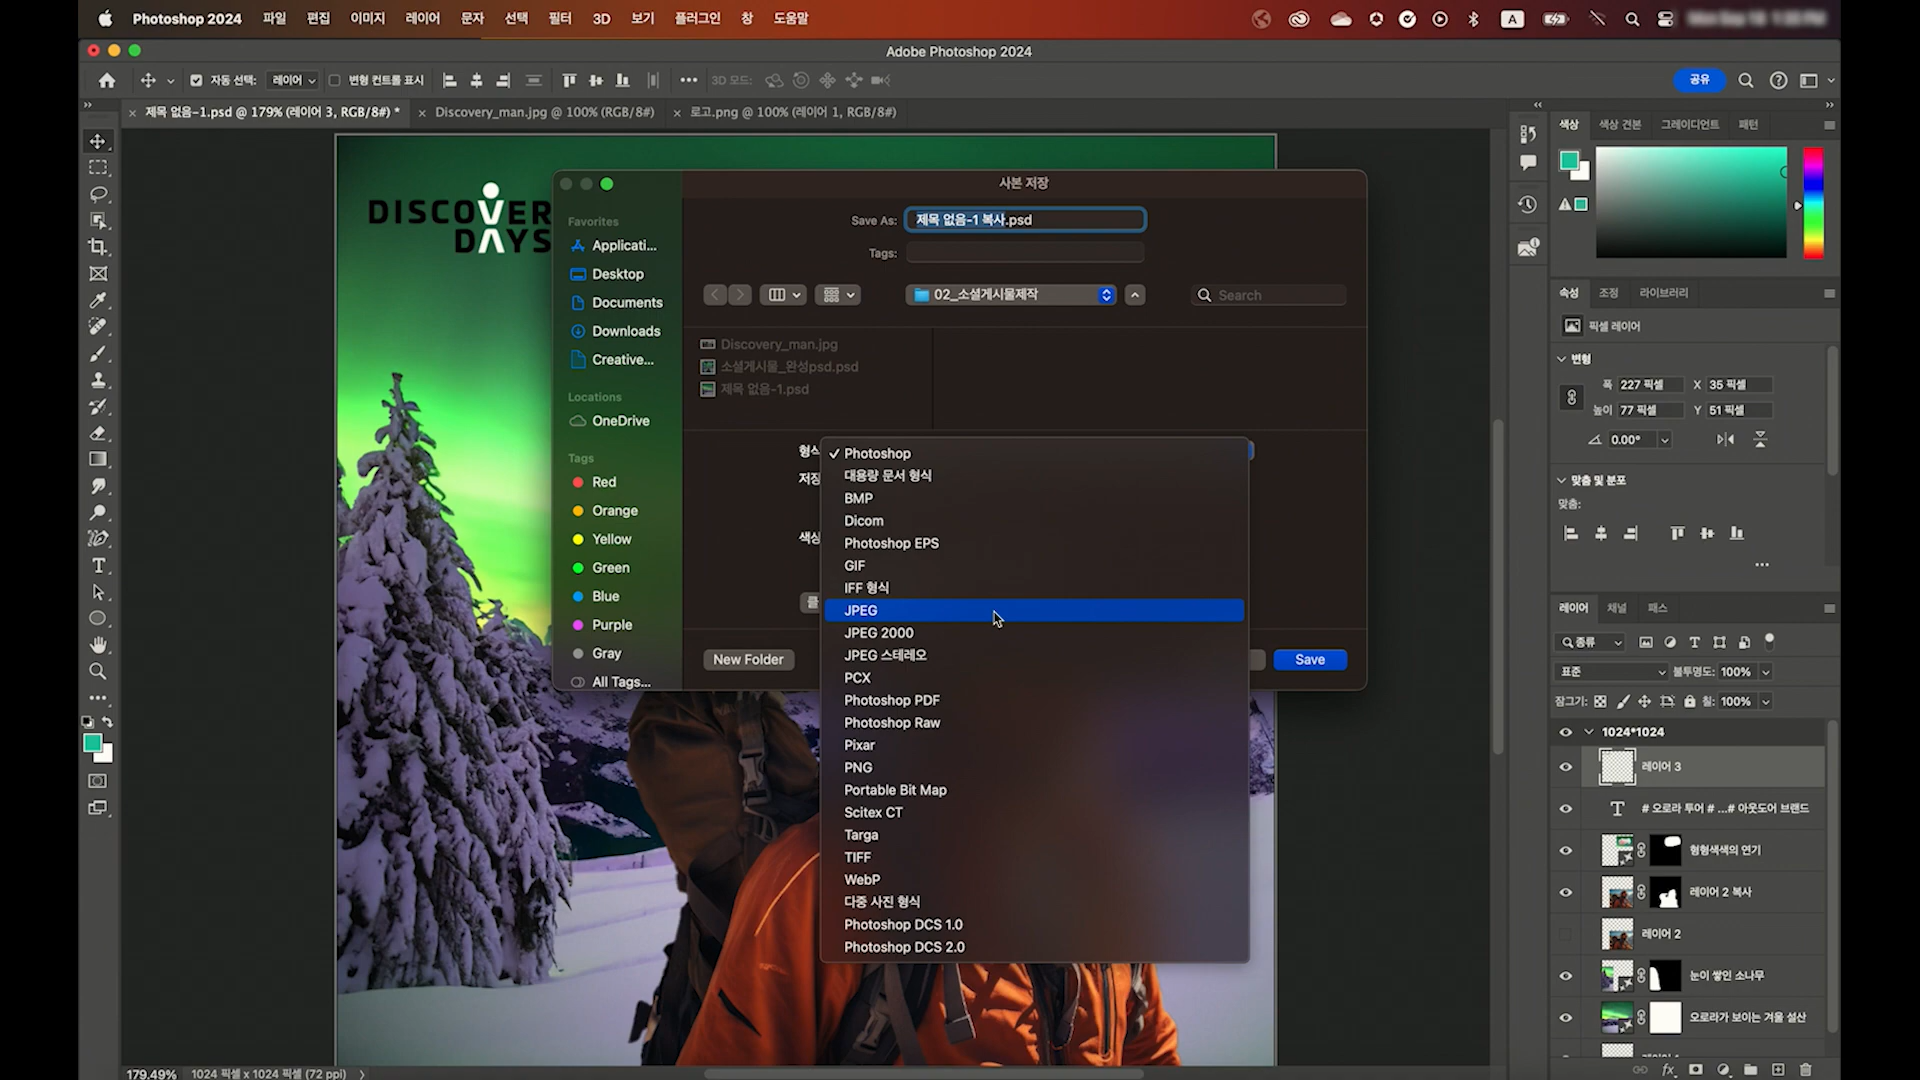 Photoshop 2024 파일 편집 이미지 레이어 문자 선택 필터 3D 보기 플러그인 창 도움말
A
Adobe Photoshop 2024
자동 선택: 레이어 변형 컨트롤 표시 3D 모드: 공유
제목 없음-1.psd @ 179% (레이어 3, RGB/8#) * Discovery_man.jpg @ 100% (RGB/8#) 로고.png @ 100% (레이어 1, RGB/8#)
DISCOVER
DAYS
사본 저장
Save As: 제목 없음-1 복사.psd
Tags:
02_소셜게시물제작
Search
Favorites
Applicati...
Desktop
Documents
Downloads
Creative...
Locations
OneDrive
Tags
Red
Orange
Yellow
Green
Blue
Purple
Gray
All Tags...
Discovery_man.jpg
소셜게시물_완성psd.psd
제목 없음-1.psd
형식
저장
색상
Photoshop
대용량 문서 형식
BMP
Dicom
Photoshop EPS
GIF
IFF 형식
JPEG
JPEG 2000
JPEG 스테레오
PCX
Photoshop PDF
Photoshop Raw
Pixar
PNG
Portable Bit Map
Scitex CT
Targa
TIFF
WebP
다중 사진 형식
Photoshop DCS 1.0
Photoshop DCS 2.0
New Folder
Save
색상 색상 견본 그레이디언트 패턴
속성 조정 라이브러리
픽셀 레이어
변형
폭 227 픽셀 X 35 픽셀
높이 77 픽셀 Y 51 픽셀
0.00°
맞춤 및 분포
맞춤:
레이어 채널 패스
종류
표준 불투명도: 100%
잠그기: 칠: 100%
1024*1024
레이어 3
# 오로라 투어 # ...# 아웃도어 브랜드
형형색색의 연기
레이어 2 복사
레이어 2
눈이 쌓인 소나무
오로라가 보이는 겨울 설산
179.49% 1024 픽셀 x 1024 픽셀 (72 ppi)